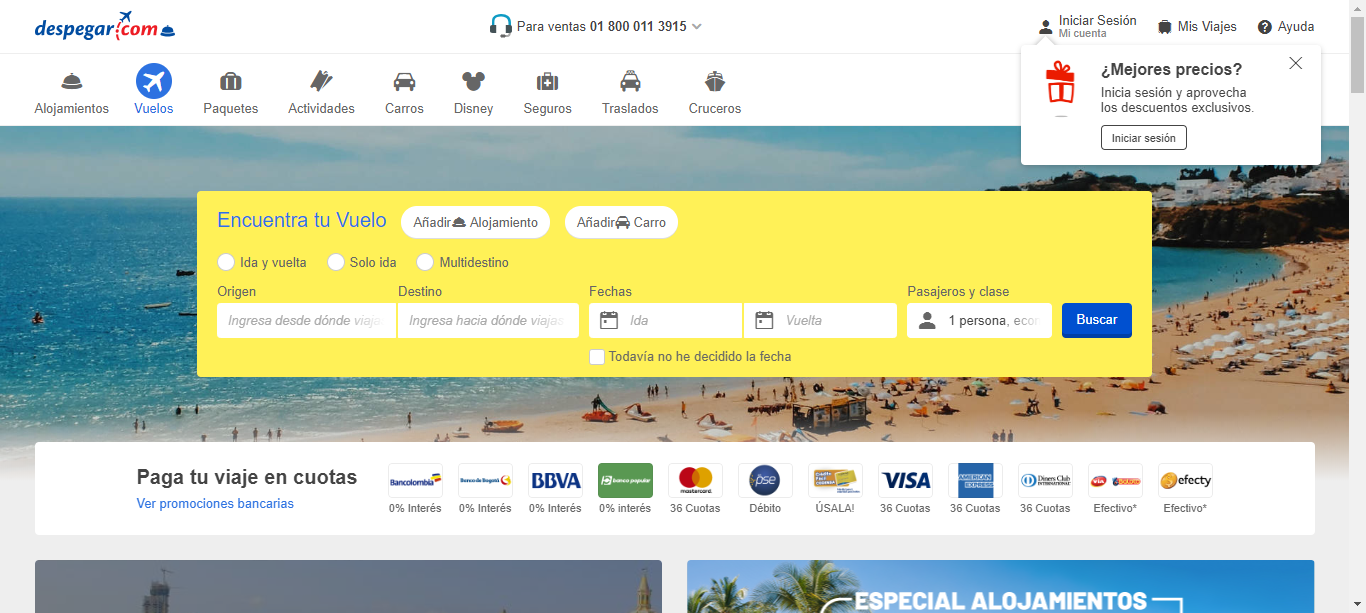 despegar.com
Para ventas 01 800 011 3915
Iniciar Sesión
Mi cuenta
Mis Viajes
Ayuda
¿Mejores precios?
Inicia sesión y aprovecha
los descuentos exclusivos.
Iniciar sesión
Alojamientos
Vuelos
Paquetes
Actividades
Carros
Disney
Seguros
Traslados
Cruceros
Encuentra tu Vuelo
Añadir Alojamiento
Añadir Carro
Ida y vuelta
Solo ida
Multidestino
Origen
Destino
Fechas
Pasajeros y clase
Ingresa desde dónde viaja
Ingresa hacia dónde viajas
Ida
Vuelta
1 persona, econ
Buscar
Todavía no he decidido la fecha
Paga tu viaje en cuotas
Ver promociones bancarias
Bancolombia
0% Interés
Banco de Bogotá
0% Interés
BBVA
0% Interés
banco popular
0% interés
mastercard
36 Cuotas
pse
Débito
ÚSALA!
VISA
36 Cuotas
AMERICAN EXPRESS
36 Cuotas
Diners Club
INTERNATIONAL
36 Cuotas
via
Efectivo*
efecty
Efectivo*
ESPECIAL ALOJAMIENTOS